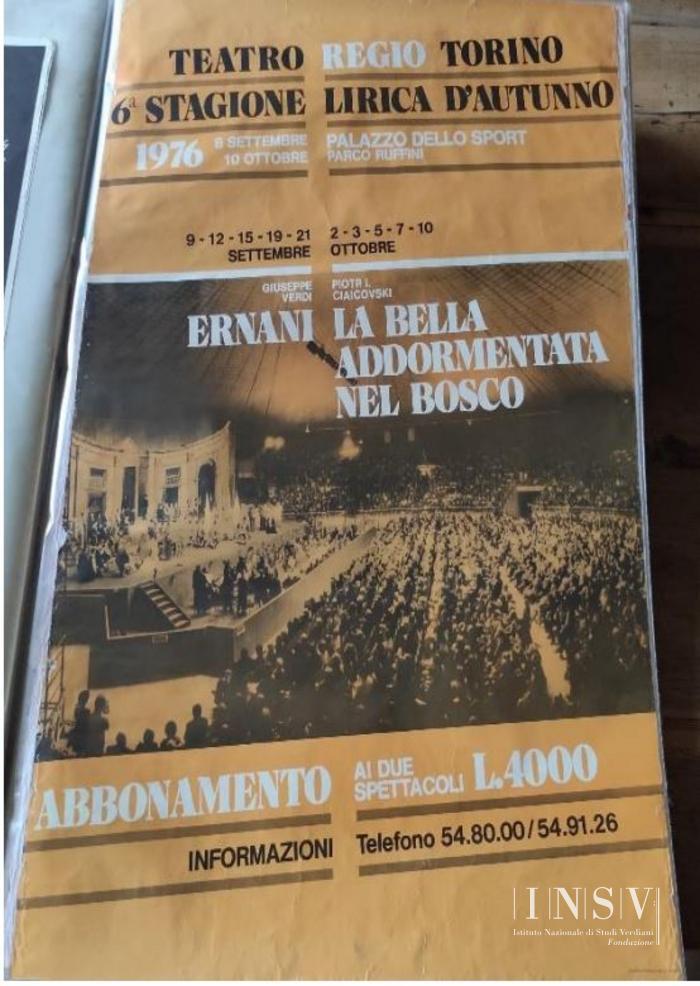 TEATRO REGIO TORINO
6ª STAGIONE LIRICA D'AUTUNNO
1976 8 SETTEMBRE
10 OTTOBRE
PALAZZO DELLO SPORT
PARCO RUFFINI
9-12-15-19-21
SETTEMBRE
2-3-5-7-10
OTTOBRE
GIUSEPPE
VERDI
ERNANI
PIOTR I.
CIAICOVSKI
LA BELLA
ADDORMENTATA
NEL BOSCO
ABBONAMENTO
AI DUE
SPETTACOLI L.4000
INFORMAZIONI Telefono 54.80.00/54.91.26
INSV
Istituto Nazionale di Studi Verdiani
Fondazione